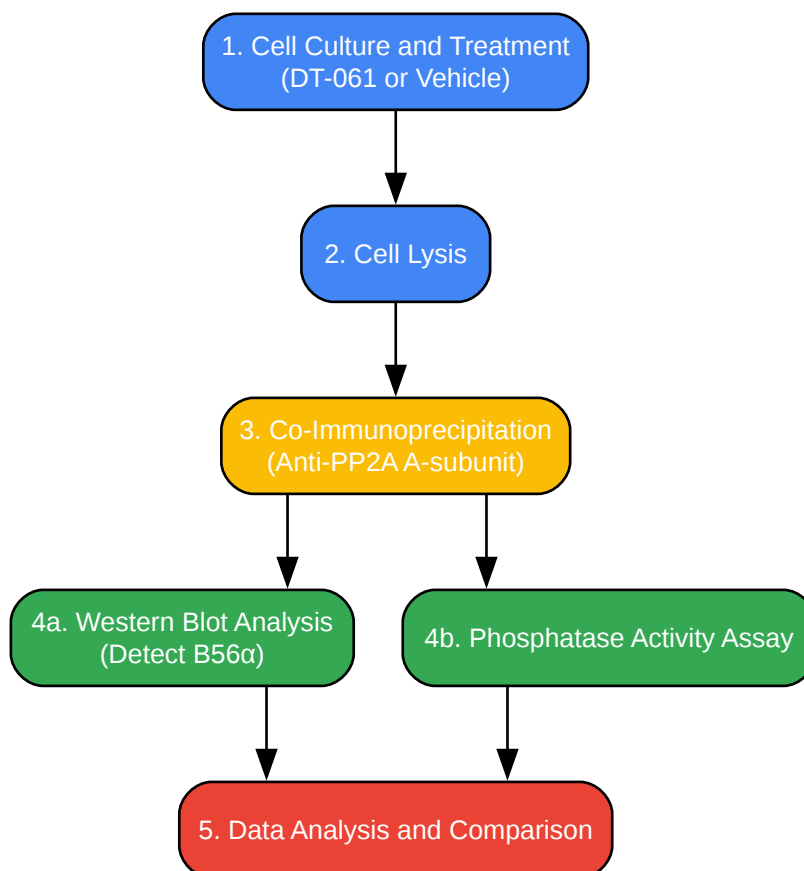 1. Cell Culture and Treatment
(DT-061 or Vehicle)
2. Cell Lysis
3. Co-Immunoprecipitation
(Anti-PP2A A-subunit)
4a. Western Blot Analysis
(Detect B56α)
4b. Phosphatase Activity Assay
5. Data Analysis and Comparison